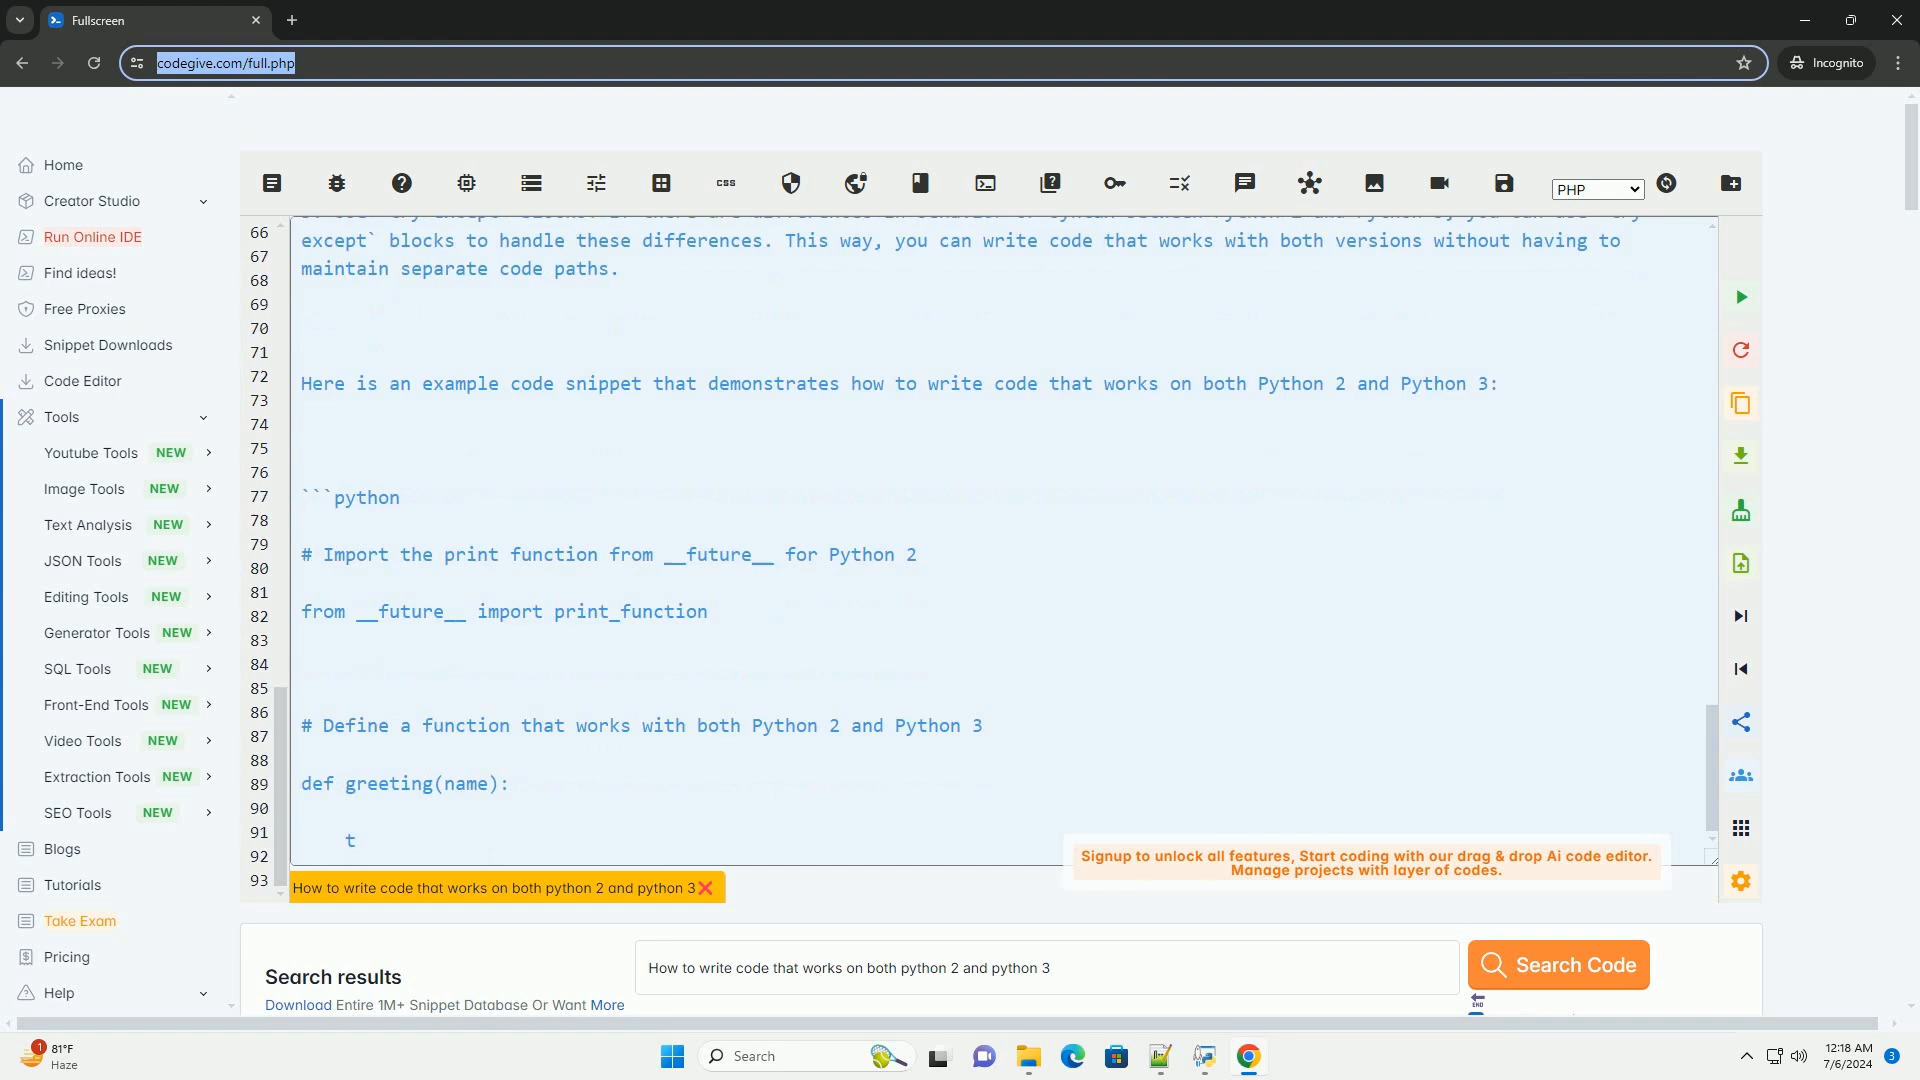 Fullscreen
codegive.com/full.php
Incognito
Home
Creator Studio
Run Online IDE
Find ideas!
Free Proxies
Snippet Downloads
Code Editor
Tools
Youtube Tools NEW
Image Tools NEW
Text Analysis NEW
JSON Tools NEW
Editing Tools NEW
Generator Tools NEW
SQL Tools NEW
Front-End Tools NEW
Video Tools NEW
Extraction Tools NEW
SEO Tools NEW
Blogs
Tutorials
Take Exam
Pricing
Help
css
PHP
66
67
68
69
70
71
72
73
74
75
76
77
78
79
80
81
82
83
84
85
86
87
88
89
90
91
92
93
except` blocks to handle these differences. This way, you can write code that works with both versions without having to
maintain separate code paths.
Here is an example code snippet that demonstrates how to write code that works on both Python 2 and Python 3:
```python
# Import the print function from __future__ for Python 2
from __future__ import print_function
# Define a function that works with both Python 2 and Python 3
def greeting(name):
t
Signup to unlock all features, Start coding with our drag & drop Ai code editor.
Manage projects with layer of codes.
How to write code that works on both python 2 and python 3
Search results
How to write code that works on both python 2 and python 3
Search Code
Download Entire 1M+ Snippet Database Or Want More
END
1
81°F
Haze
Search
12:18 AM
7/6/2024
3